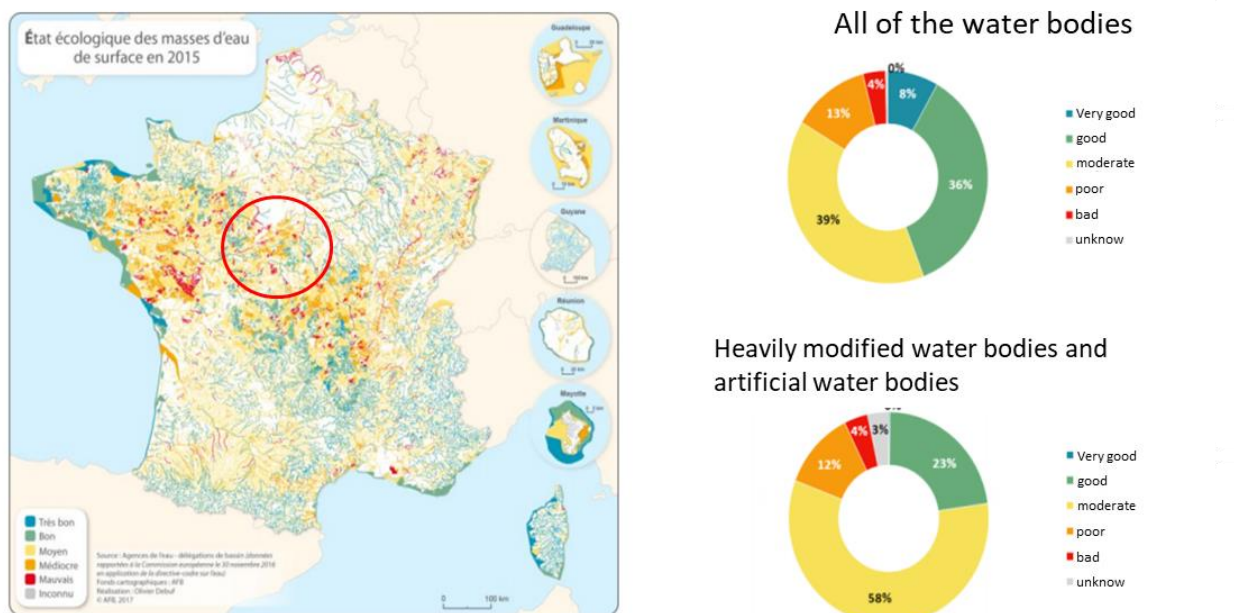 État écologique des masses d'eau
de surface en 2015
Guadeloupe
Martinique
Guyane
Réunion
Mayotte
Très bon
Bon
Moyen
Médiocre
Mauvais
Inconnu
Source : Agences de l'eau - délégations de bassin (données
rapportées à la Commission européenne le 30 novembre 2016
en application de la directive-cadre sur l'eau)
Fonds cartographiques : AFB
Réalisation : Olivier Debuf
© AFB, 2017
0 100 km
All of the water bodies
0%
4%
8%
13%
36%
39%
Very good
good
moderate
poor
bad
unknow
Heavily modified water bodies and
artificial water bodies
4%
3%
12%
23%
58%
Very good
good
moderate
poor
bad
unknow